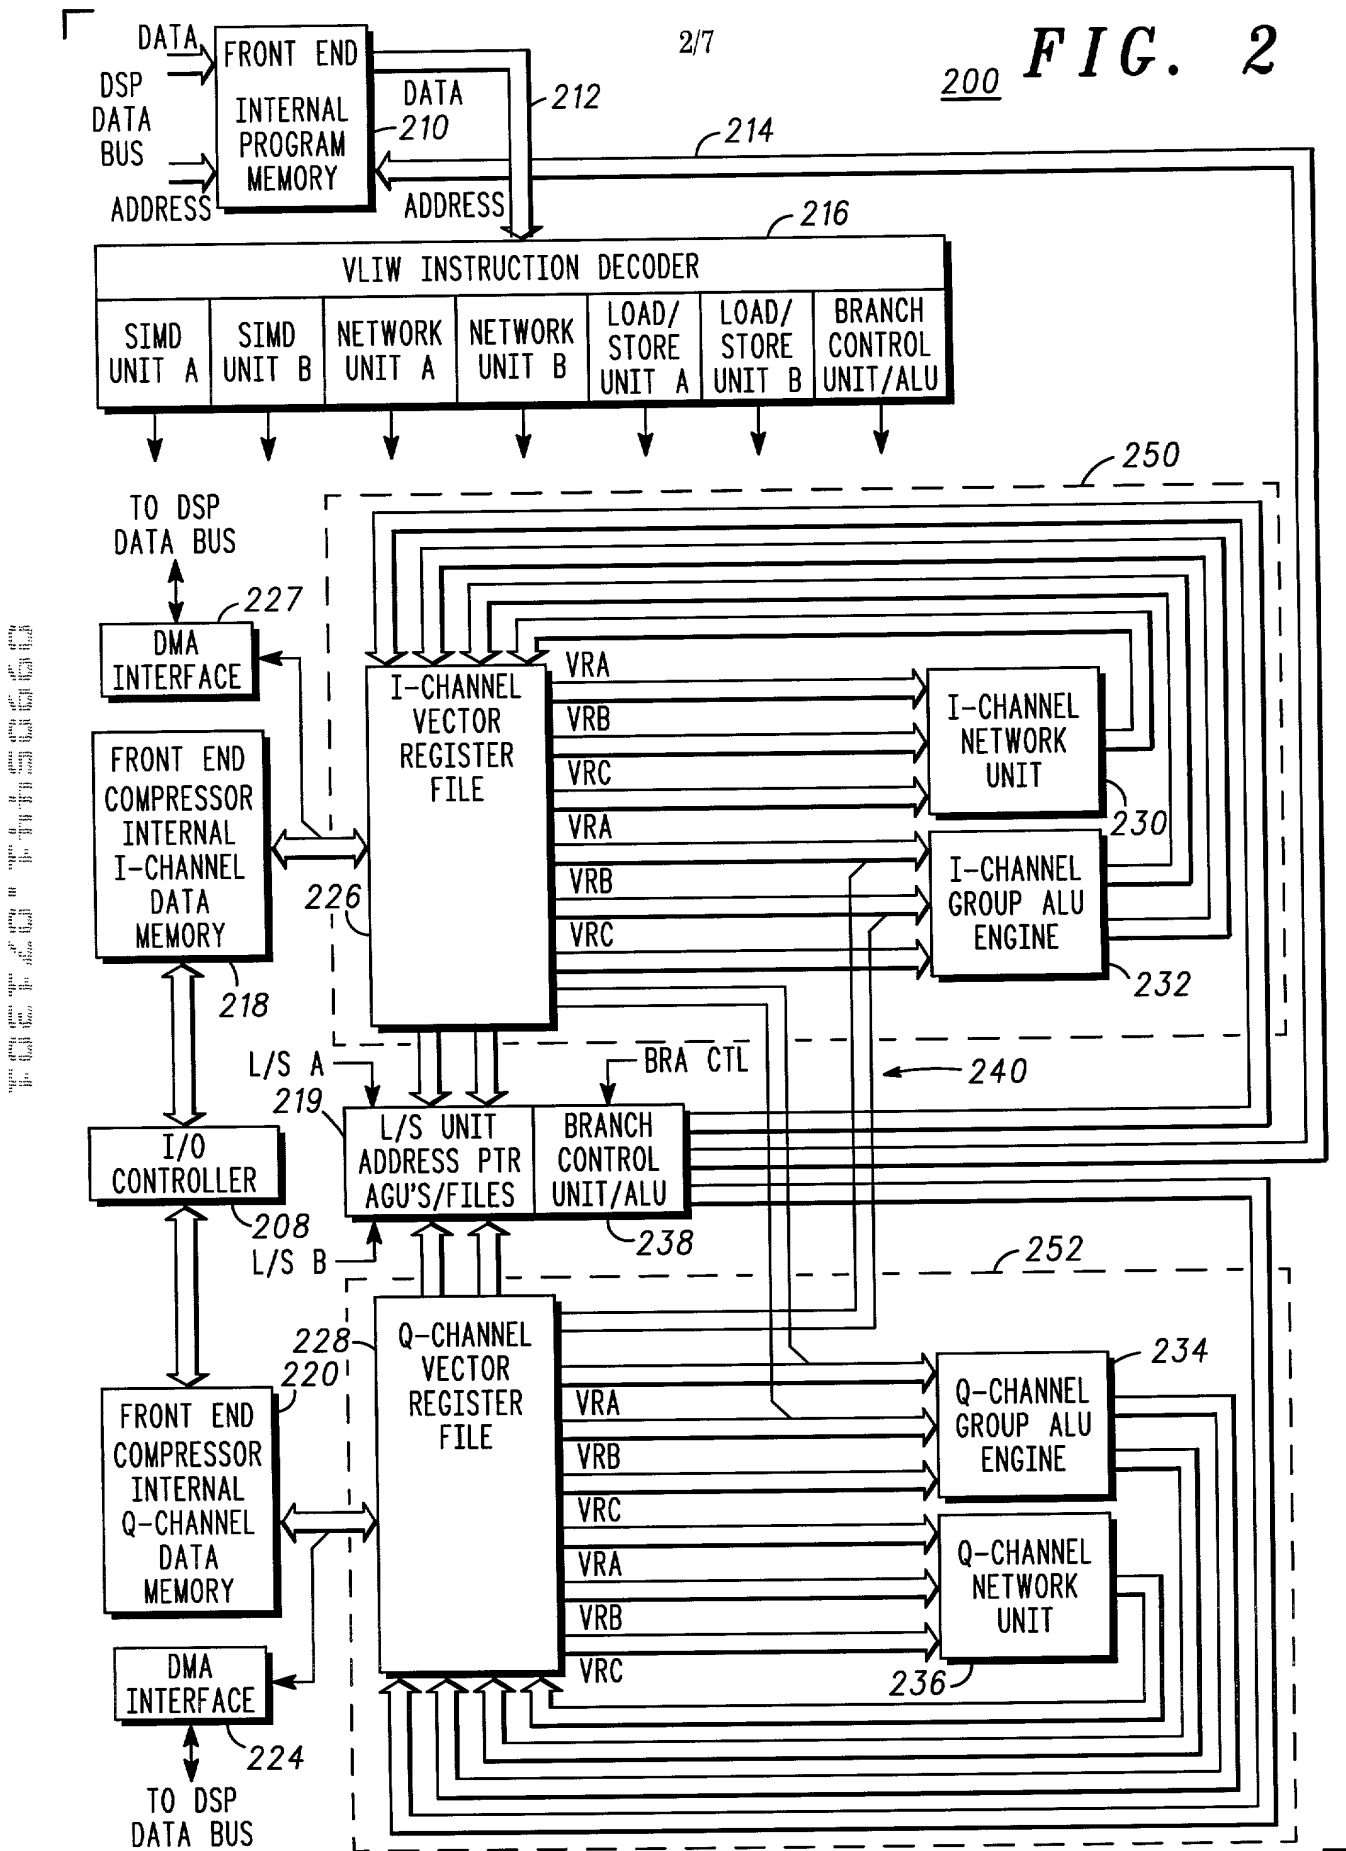 2/7
FIG. 2
200
DATA
DSP
DATA
BUS
ADDRESS
FRONT END
INTERNAL
PROGRAM
MEMORY
210
DATA
212
214
ADDRESS
216
VLIW INSTRUCTION DECODER
SIMD
UNIT A
SIMD
UNIT B
NETWORK
UNIT A
NETWORK
UNIT B
LOAD/
STORE
UNIT A
LOAD/
STORE
UNIT B
BRANCH
CONTROL
UNIT/ALU
250
TO DSP
DATA BUS
227
DMA
INTERFACE
FRONT END
COMPRESSOR
INTERNAL
I-CHANNEL
DATA
MEMORY
218
226
I-CHANNEL
VECTOR
REGISTER
FILE
VRA
VRB
VRC
VRA
VRB
VRC
I-CHANNEL
NETWORK
UNIT
230
I-CHANNEL
GROUP ALU
ENGINE
232
240
L/S A
219
BRA CTL
L/S UNIT
ADDRESS PTR
AGU'S/FILES
BRANCH
CONTROL
UNIT/ALU
238
L/S B
I/O
CONTROLLER
208
252
228
Q-CHANNEL
VECTOR
REGISTER
FILE
220
FRONT END
COMPRESSOR
INTERNAL
Q-CHANNEL
DATA
MEMORY
VRA
VRB
VRC
VRA
VRB
VRC
234
Q-CHANNEL
GROUP ALU
ENGINE
Q-CHANNEL
NETWORK
UNIT
236
DMA
INTERFACE
224
TO DSP
DATA BUS